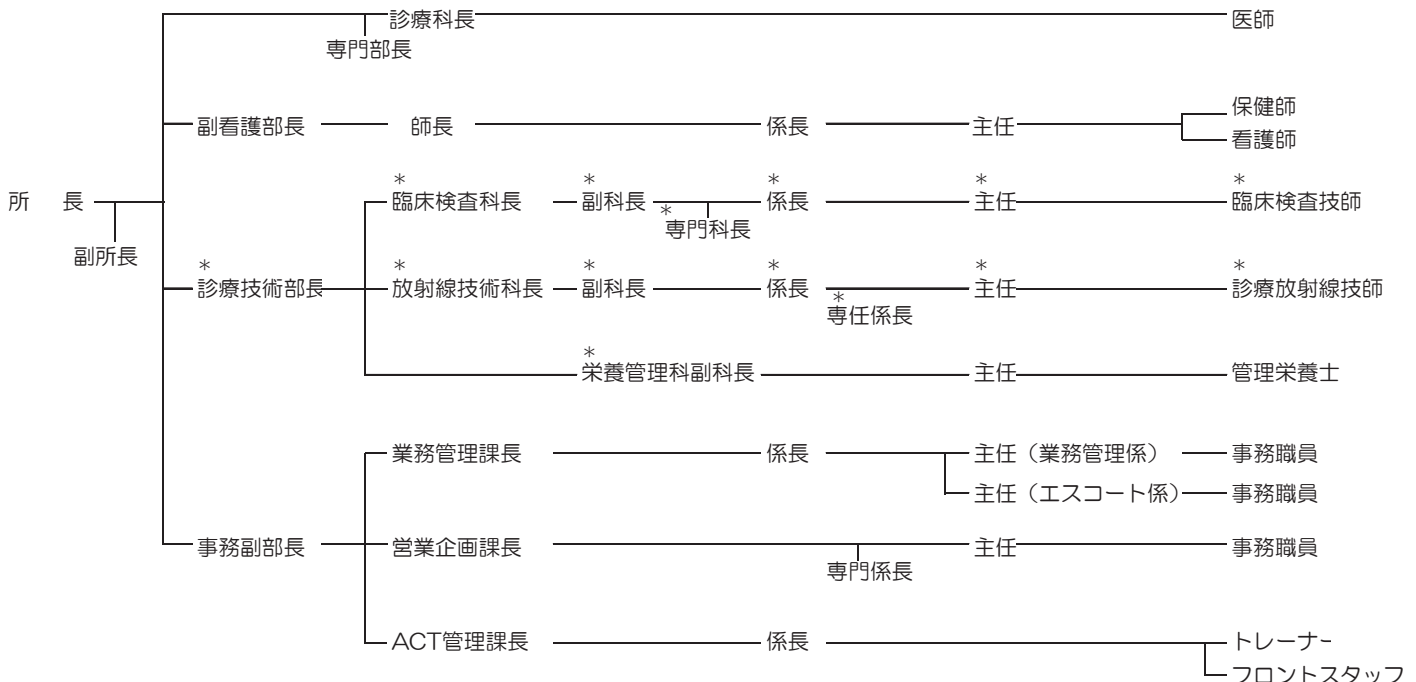 診療科長 医師
専門部長
保健師
副看護部長 師長 係長 主任
看護師
* * * * *
所 長 臨床検査科長 副科長 係長 主任 臨床検査技師
* 専門科長
副所長
* * * * * *
診療技術部長 放射線技術科長 副科長 係長 主任 診療放射線技師
*
専任係長
*
栄養管理科副科長 主任 管理栄養士
業務管理課長 係長 主任（業務管理係） 事務職員
主任（エスコート係） 事務職員
事務副部長 営業企画課長 主任 事務職員
専門係長
ACT管理課長 係長 トレーナー
フロントスタッフ